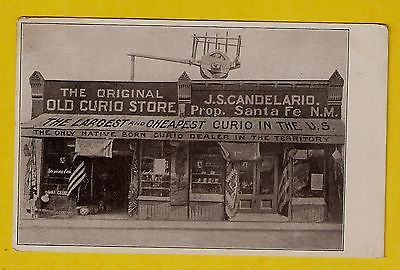 THE ORIGINAL
OLD CURIO STORE
J.S. CANDELARIO.
Prop. Santa Fe N.M.
THE LARGEST AND CHEAPEST CURIO IN THE U.S.
THE ONLY NATIVE BORN CURIO DEALER IN THE TERRITORY